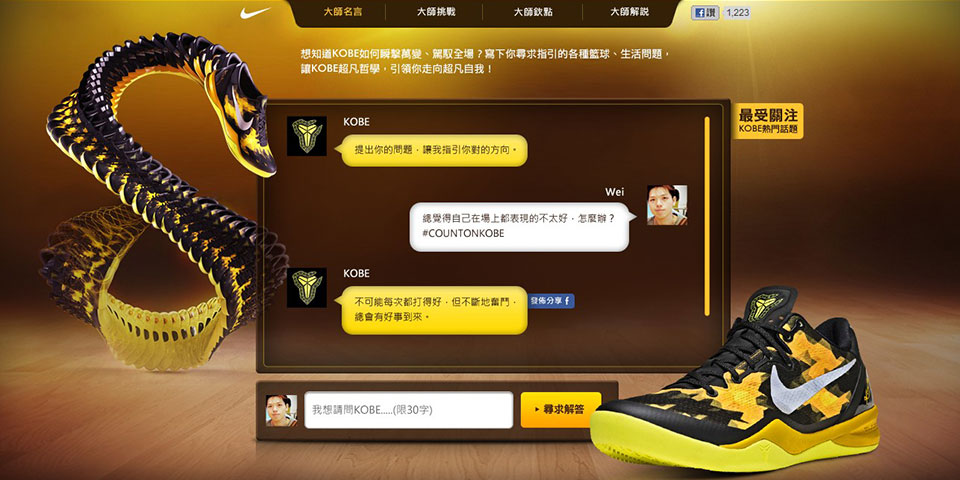 大師名言 大師挑戰 大師欽點 大師解說
讚 1,223
想知道KOBE如何瞬擊萬變、駕馭全場？寫下你尋求指引的各種籃球、生活問題，
讓KOBE超凡哲學，引領你走向超凡自我！
最受關注
KOBE熱門話題
KOBE
提出你的問題，讓我指引你對的方向。
Wei
總覺得自己在場上都表現的不太好，怎麼辦？
#COUNTONKOBE
KOBE
不可能每次都打得好，但不斷地奮鬥，
總會有好事到來。
發佈分享
我想請問KOBE.....(限30字)
尋求解答